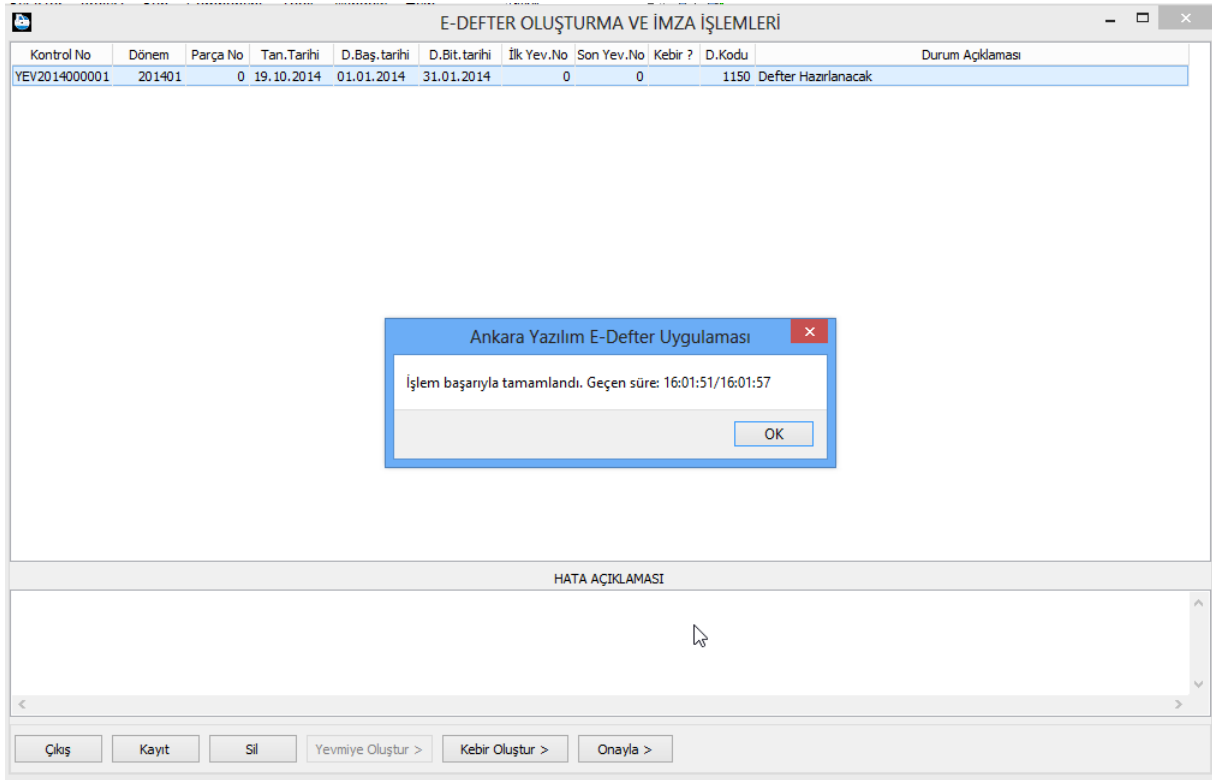 E-DEFTER OLUŞTURMA VE İMZA İŞLEMLERİ
Kontrol No Dönem Parça No Tan.Tarihi D.Baş.tarihi D.Bit.tarihi İlk Yev.No Son Yev.No Kebir ? D.Kodu Durum Açıklaması
YEV2014000001 201401 0 19.10.2014 01.01.2014 31.01.2014 0 0 1150 Defter Hazırlanacak
Ankara Yazılım E-Defter Uygulaması
İşlem başarıyla tamamlandı. Geçen süre: 16:01:51/16:01:57
OK
HATA AÇIKLAMASI
Çıkış Kayıt Sil Yevmiye Oluştur > Kebir Oluştur > Onayla >